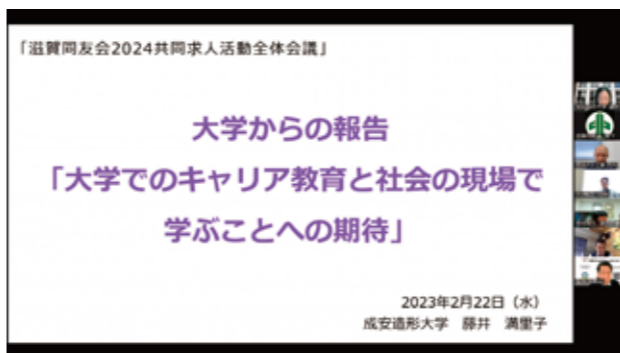 「滋賀同友会2024共同求人活動全体会議」
大学からの報告
「大学でのキャリア教育と社会の現場で
学ぶことへの期待」
2023年2月22日（水）
成安造形大学　藤井　満里子